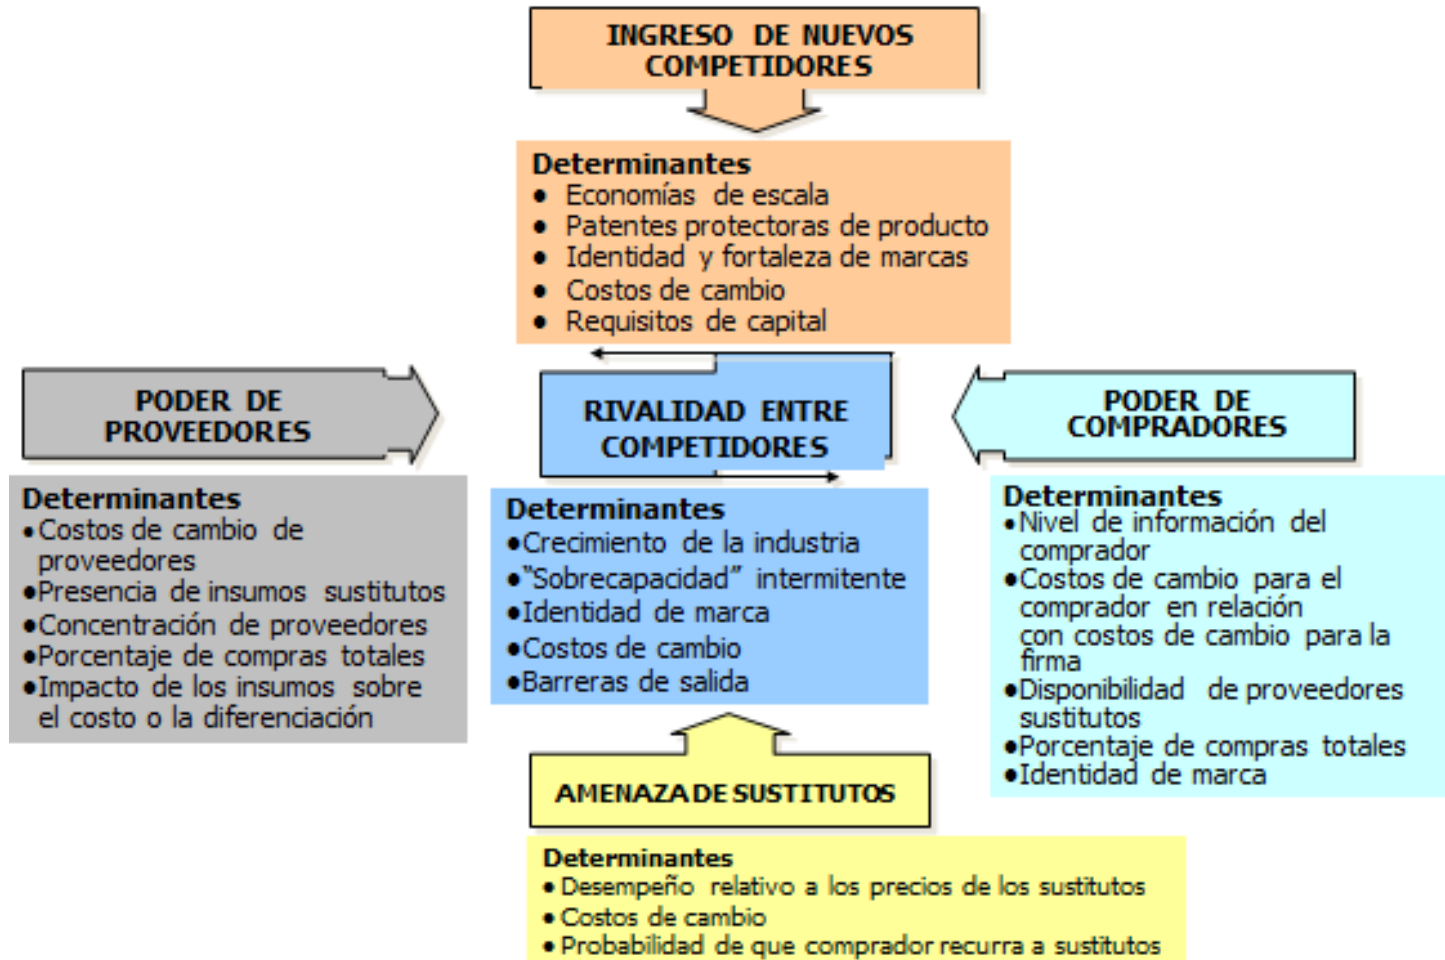 INGRESO DE NUEVOS
COMPETIDORES
Determinantes
● Economías de escala
● Patentes protectoras de producto
● Identidad y fortaleza de marcas
● Costos de cambio
● Requisitos de capital
PODER DE
PROVEEDORES
Determinantes
●Costos de cambio de
proveedores
●Presencia de insumos sustitutos
●Concentración de proveedores
●Porcentaje de compras totales
●Impacto de los insumos sobre
el costo o la diferenciación
RIVALIDAD ENTRE
COMPETIDORES
Determinantes
●Crecimiento de la industria
●"Sobrecapacidad" intermitente
●Identidad de marca
●Costos de cambio
●Barreras de salida
PODER DE
COMPRADORES
Determinantes
●Nivel de información del
comprador
●Costos de cambio para el
comprador en relación
con costos de cambio para la
firma
●Disponibilidad de proveedores
sustitutos
●Porcentaje de compras totales
●Identidad de marca
AMENAZA DE SUSTITUTOS
Determinantes
● Desempeño relativo a los precios de los sustitutos
● Costos de cambio
● Probabilidad de que comprador recurra a sustitutos